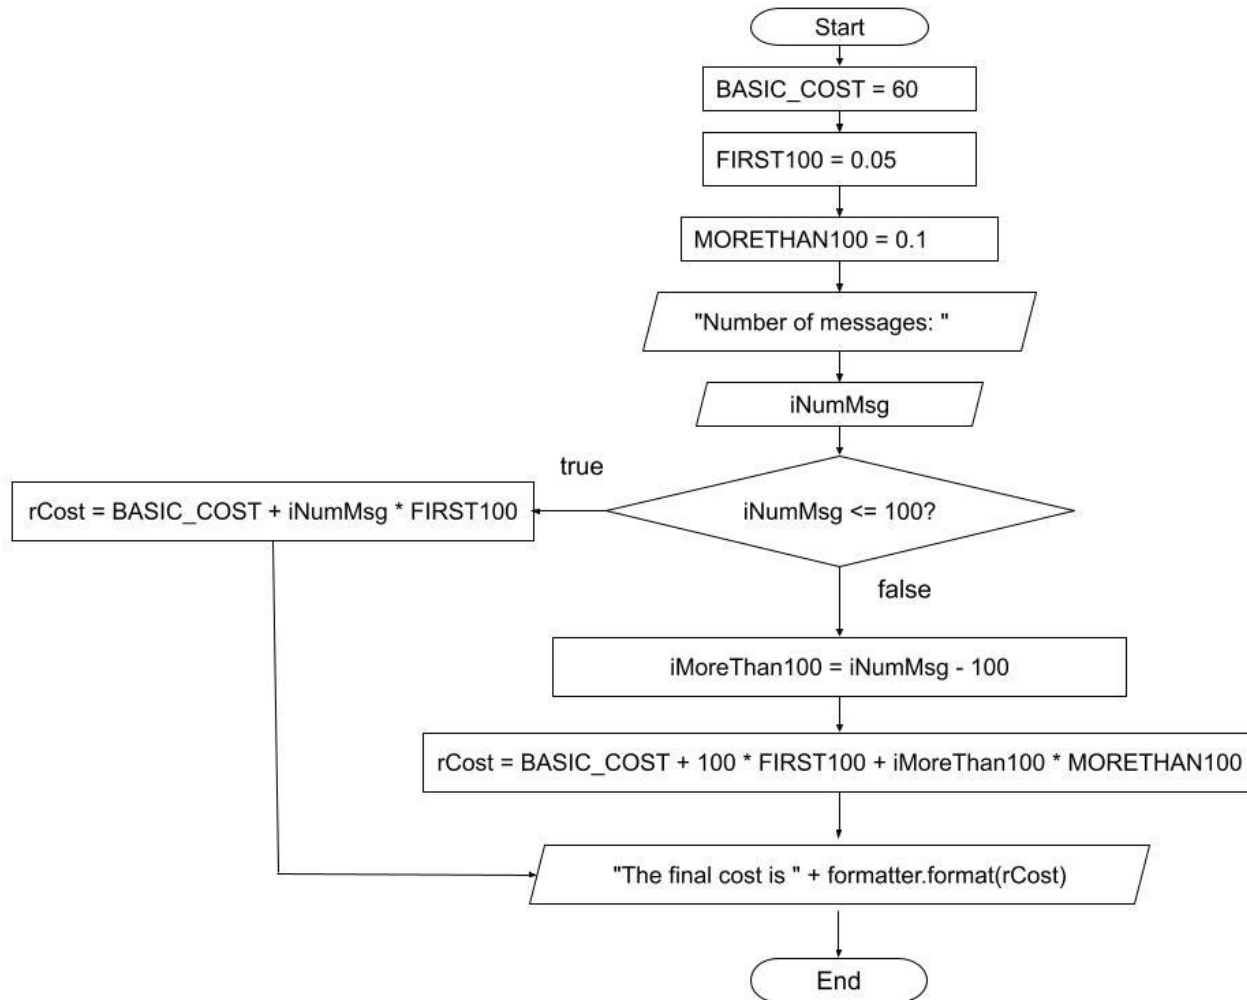 Start
BASIC_COST = 60
FIRST100 = 0.05
MORETHAN100 = 0.1
"Number of messages: "
iNumMsg
true
rCost = BASIC_COST + iNumMsg * FIRST100
iNumMsg <= 100?
false
iMoreThan100 = iNumMsg - 100
rCost = BASIC_COST + 100 * FIRST100 + iMoreThan100 * MORETHAN100
"The final cost is " + formatter.format(rCost)
End